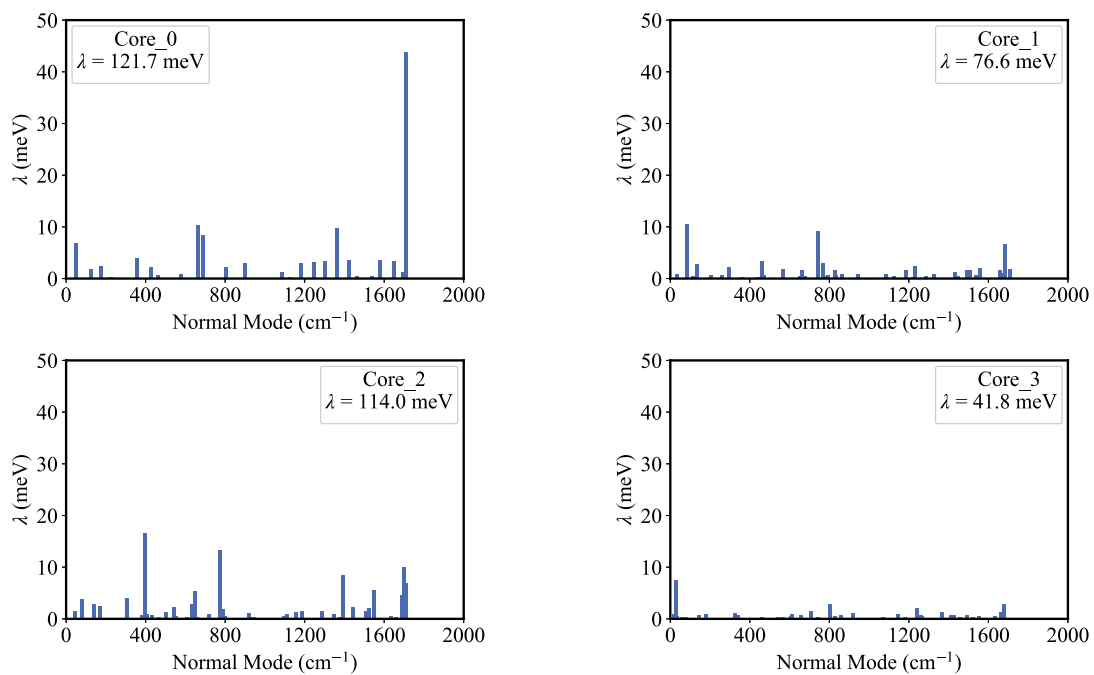 50
40
30
20
10
0
λ (meV)
Core_0
λ = 121.7 meV
0 400 800 1200 1600 2000
Normal Mode (cm⁻¹)
50
40
30
20
10
0
λ (meV)
Core_1
λ = 76.6 meV
0 400 800 1200 1600 2000
Normal Mode (cm⁻¹)
50
40
30
20
10
0
λ (meV)
Core_2
λ = 114.0 meV
0 400 800 1200 1600 2000
Normal Mode (cm⁻¹)
50
40
30
20
10
0
λ (meV)
Core_3
λ = 41.8 meV
0 400 800 1200 1600 2000
Normal Mode (cm⁻¹)